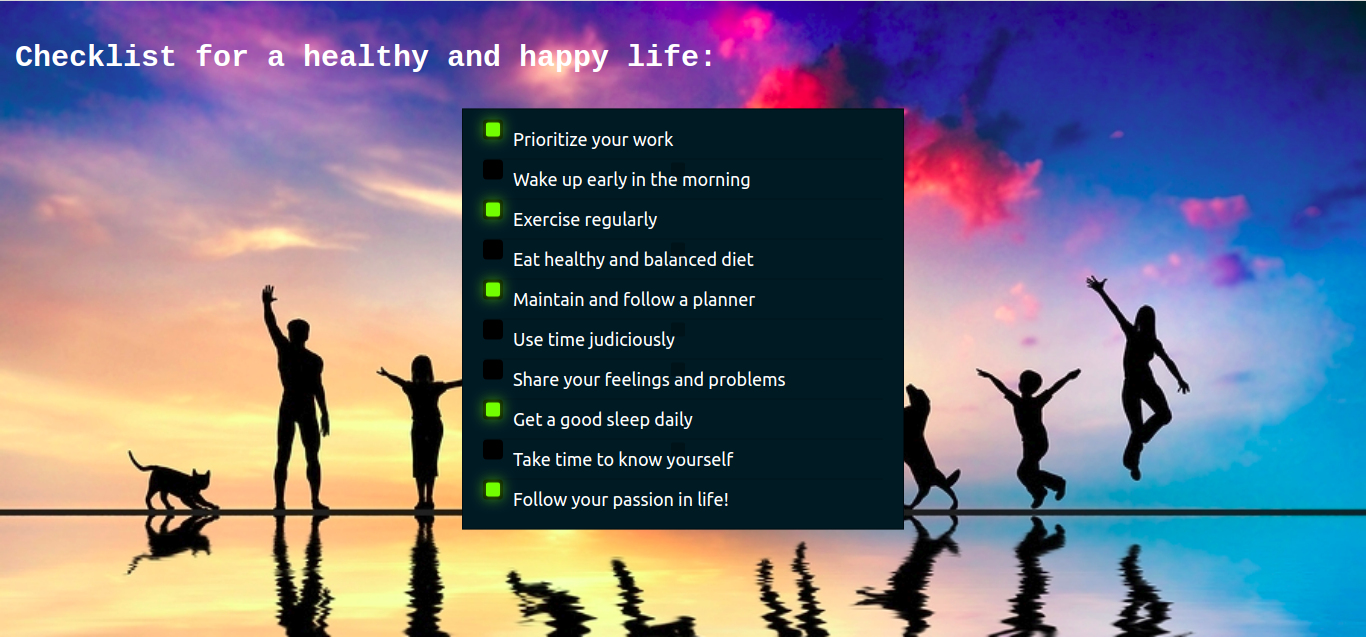 Checklist for a healthy and happy life:
Prioritize your work
Wake up early in the morning
Exercise regularly
Eat healthy and balanced diet
Maintain and follow a planner
Use time judiciously
Share your feelings and problems
Get a good sleep daily
Take time to know yourself
Follow your passion in life!